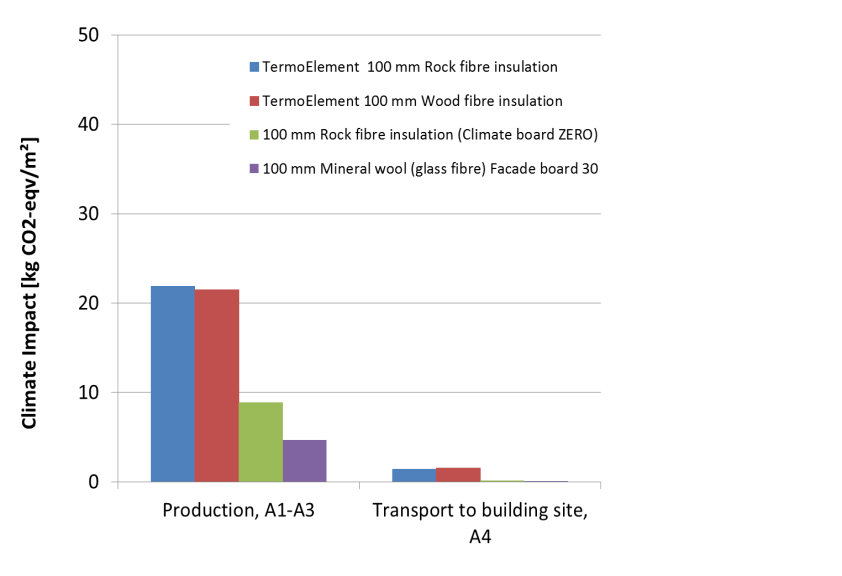 Climate Impact [kg CO2-eqv/m²]
50
40
30
20
10
0
TermoElement 100 mm Rock fibre insulation
TermoElement 100 mm Wood fibre insulation
100 mm Rock fibre insulation (Climate board ZERO)
100 mm Mineral wool (glass fibre) Facade board 30
Production, A1-A3
Transport to building site,
A4